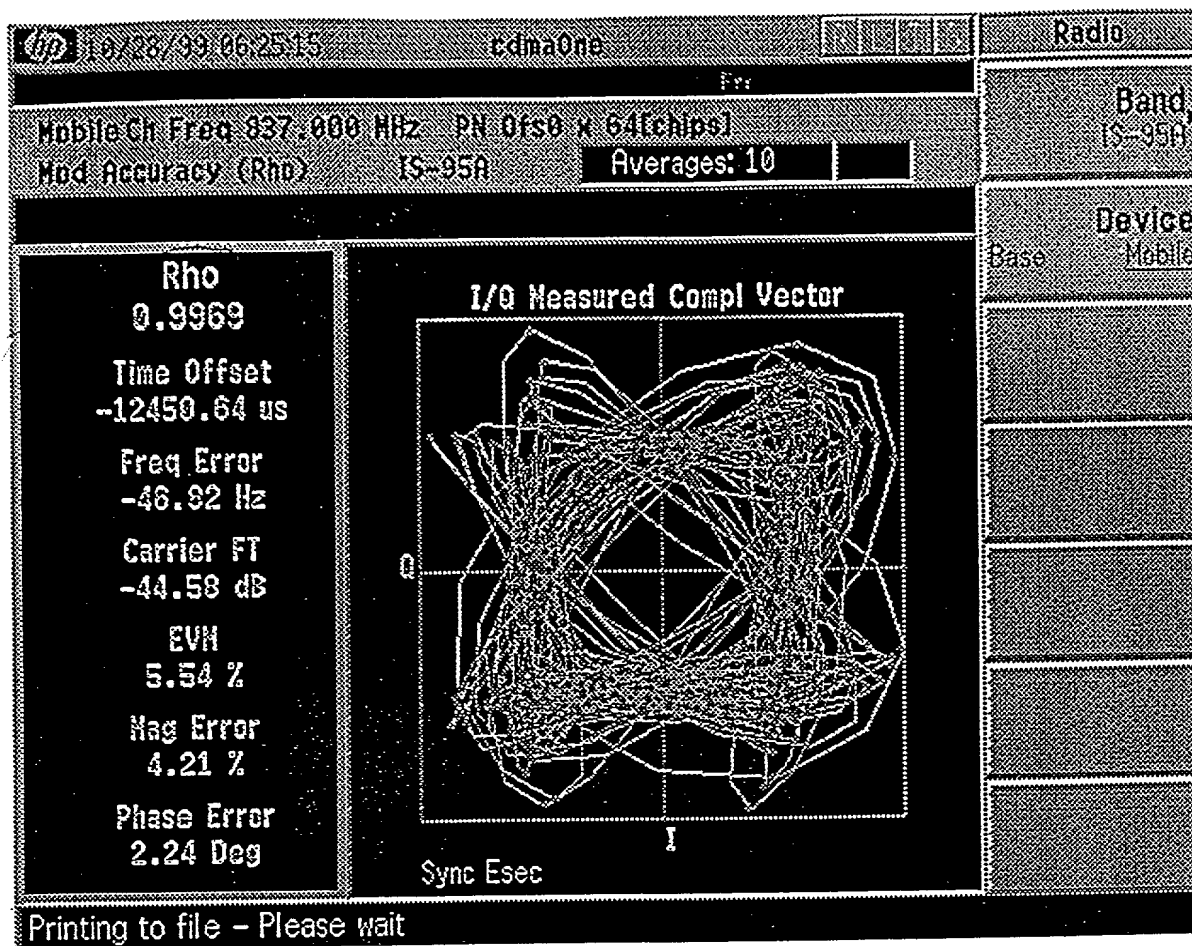 hp 10/28/99 06:25:15 cdmaOne
Radio
Err
Band
IS-95A
Mobile Ch Freq 837.000 MHz PN Ofs0 x 64[chips]
Mod Accuracy (Rho) IS-95A Averages: 10
Device
Base Mobile
Rho
0.9969
Time Offset
-12450.64 us
Freq Error
-46.92 Hz
Carrier FT
-44.58 dB
EVM
5.54 %
Mag Error
4.21 %
Phase Error
2.24 Deg
I/Q Measured Compl Vector
Q
I
Sync Esec
Printing to file - Please wait